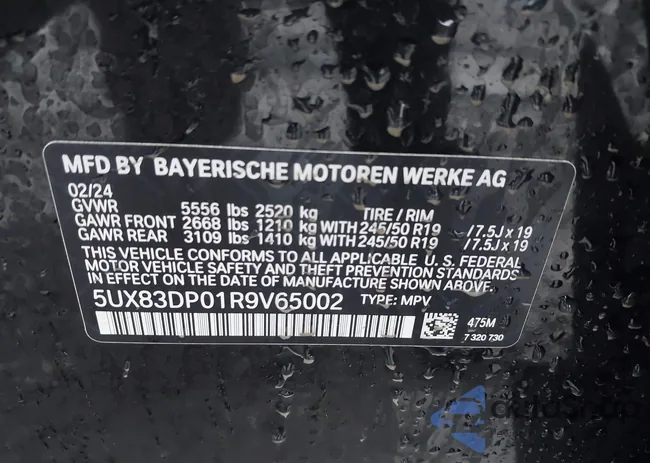 MFD BY BAYERISCHE MOTOREN WERKE AG
02/24
GVWR 5556 lbs 2520 kg TIRE / RIM
GAWR FRONT 2668 lbs 1210 kg WITH 245/50 R19 / 7.5J x 19
GAWR REAR 3109 lbs 1410 kg WITH 245/50 R19 / 7.5J x 19
THIS VEHICLE CONFORMS TO ALL APPLICABLE U.S. FEDERAL
MOTOR VEHICLE SAFETY AND THEFT PREVENTION STANDARDS
IN EFFECT ON THE DATE OF MANUFACTURE SHOWN ABOVE.
5UX83DP01R9V65002 TYPE: MPV
475M
7 320 730